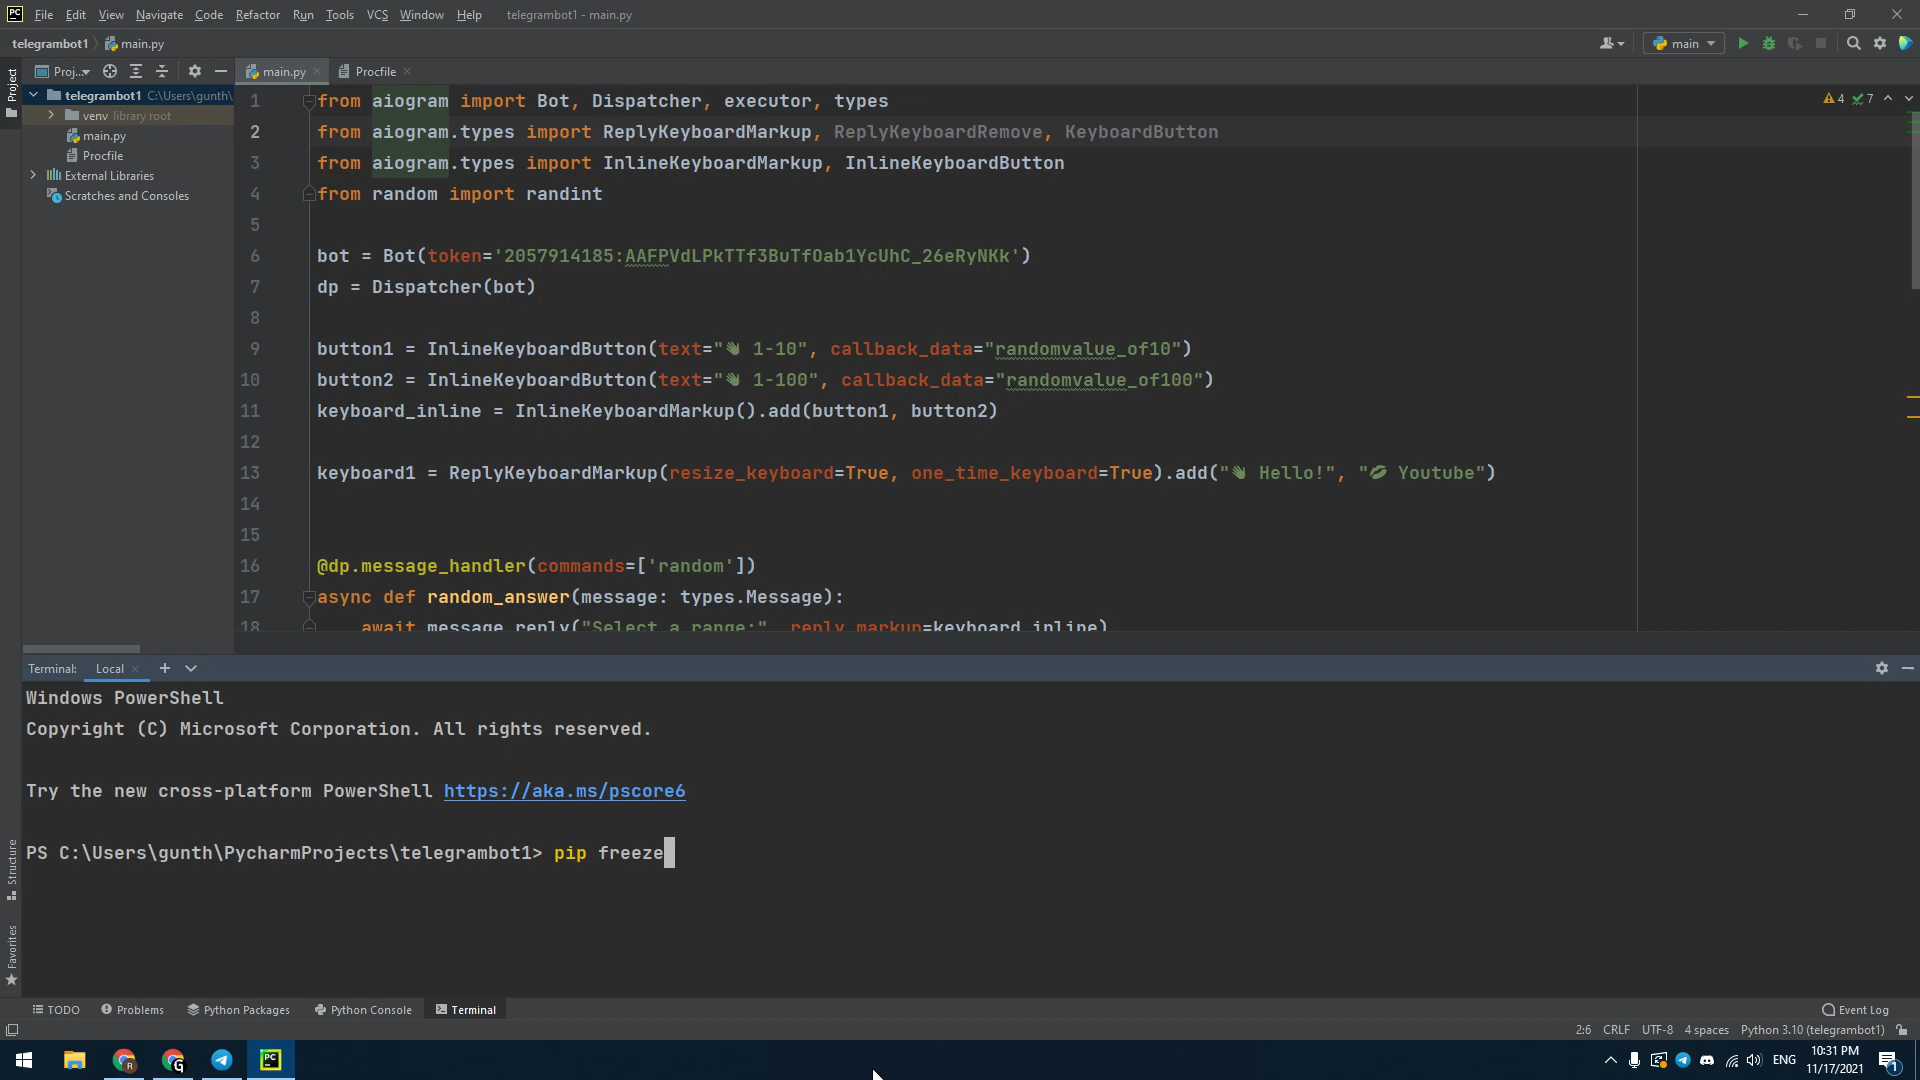 PC File Edit View Navigate Code Refactor Run Tools VCS Window Help telegrambot1 - main.py
telegrambot1 main.py main
Project Proj... main.py Procfile
telegrambot1 C:\Users\gunth\
venv library root
main.py
Procfile
External Libraries
Scratches and Consoles
4 7
1 from aiogram import Bot, Dispatcher, executor, types
2 from aiogram.types import ReplyKeyboardMarkup, ReplyKeyboardRemove, KeyboardButton
3 from aiogram.types import InlineKeyboardMarkup, InlineKeyboardButton
4 from random import randint
5
6 bot = Bot(token='2057914185:AAFPVdLPkTTf3BuTfOab1YcUhC_26eRyNKk')
7 dp = Dispatcher(bot)
8
9 button1 = InlineKeyboardButton(text="👋 1-10", callback_data="randomvalue_of10")
10 button2 = InlineKeyboardButton(text="👋 1-100", callback_data="randomvalue_of100")
11 keyboard_inline = InlineKeyboardMarkup().add(button1, button2)
12
13 keyboard1 = ReplyKeyboardMarkup(resize_keyboard=True, one_time_keyboard=True).add("👋 Hello!", "💋 Youtube")
14
15
16 @dp.message_handler(commands=['random'])
17 async def random_answer(message: types.Message):
18 await message.reply("Select a range:", reply_markup=keyboard_inline)
Terminal: Local
Windows PowerShell
Copyright (C) Microsoft Corporation. All rights reserved.
Try the new cross-platform PowerShell https://aka.ms/pscore6
PS C:\Users\gunth\PycharmProjects\telegrambot1> pip freeze
Structure
Favorites
TODO Problems Python Packages Python Console Terminal Event Log
2:6 CRLF UTF-8 4 spaces Python 3.10 (telegrambot1)
R G PC ENG 10:31 PM
11/17/2021 1